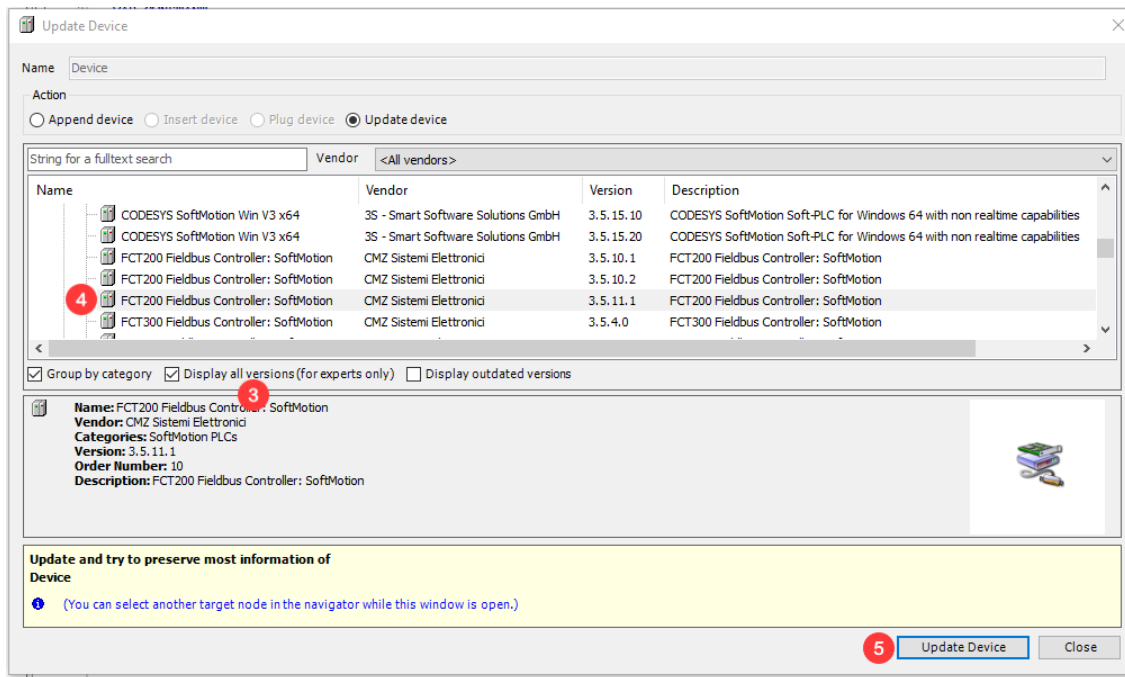 Update Device
Name Device
Action
Append device Insert device Plug device Update device
String for a fulltext search Vendor <All vendors>
Name Vendor Version Description
CODESYS SoftMotion Win V3 x64 3S - Smart Software Solutions GmbH 3.5.15.10 CODESYS SoftMotion Soft-PLC for Windows 64 with non realtime capabilities
CODESYS SoftMotion Win V3 x64 3S - Smart Software Solutions GmbH 3.5.15.20 CODESYS SoftMotion Soft-PLC for Windows 64 with non realtime capabilities
FCT200 Fieldbus Controller: SoftMotion CMZ Sistemi Elettronici 3.5.10.1 FCT200 Fieldbus Controller: SoftMotion
FCT200 Fieldbus Controller: SoftMotion CMZ Sistemi Elettronici 3.5.10.2 FCT200 Fieldbus Controller: SoftMotion
4 FCT200 Fieldbus Controller: SoftMotion CMZ Sistemi Elettronici 3.5.11.1 FCT200 Fieldbus Controller: SoftMotion
FCT300 Fieldbus Controller: SoftMotion CMZ Sistemi Elettronici 3.5.4.0 FCT300 Fieldbus Controller: SoftMotion
Group by category Display all versions (for experts only) Display outdated versions
3
Name: FCT200 Fieldbus Controller: SoftMotion
Vendor: CMZ Sistemi Elettronici
Categories: SoftMotion PLCs
Version: 3.5.11.1
Order Number: 10
Description: FCT200 Fieldbus Controller: SoftMotion
Update and try to preserve most information of
Device
(You can select another target node in the navigator while this window is open.)
5 Update Device Close